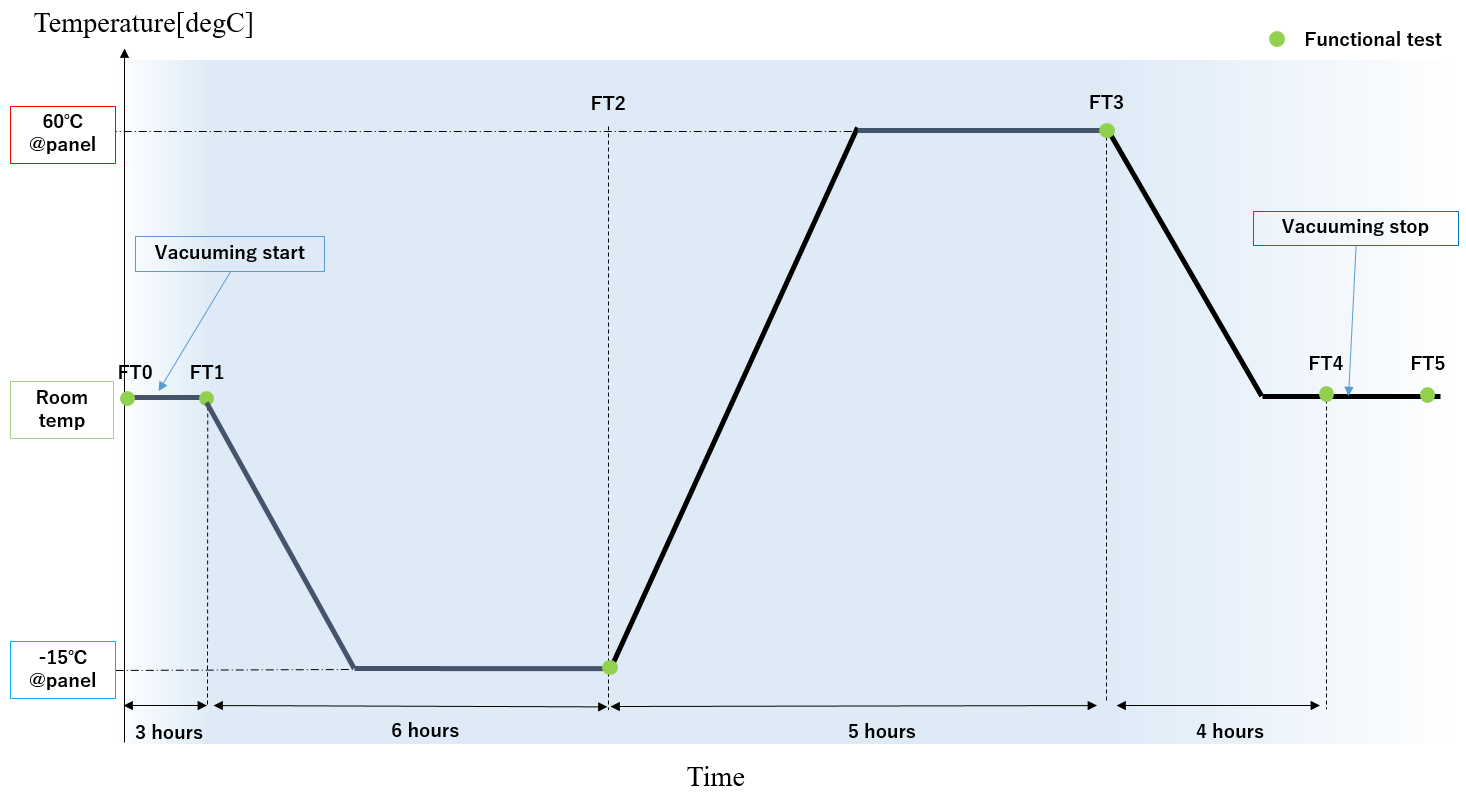 Temperature[degC]
Functional test
60℃
@panel
FT2
FT3
Vacuuming start
Vacuuming stop
FT0
FT1
FT4
FT5
Room
temp
-15℃
@panel
3 hours
6 hours
5 hours
4 hours
Time